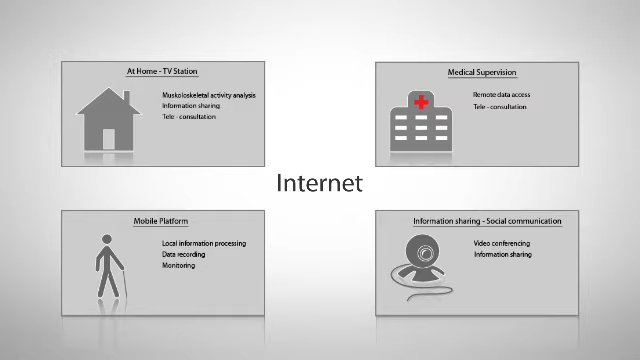 At Home - TV Station
Muskoloskeletal activity analysis
Information sharing
Tele - consultation
Medical Supervision
Remote data access
Tele - consultation
Internet
Mobile Platform
Local information processing
Data recording
Monitoring
Information sharing - Social communication
Video conferencing
Information sharing